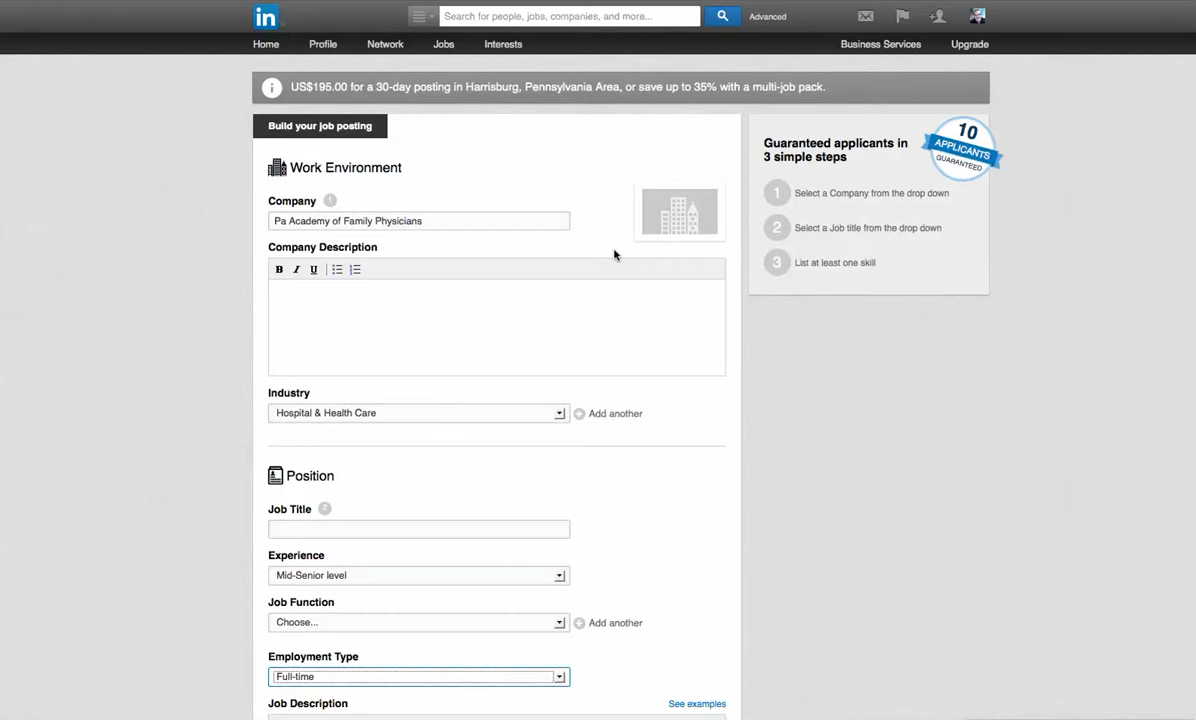 in
Search for people, jobs, companies, and more...
Advanced
Home Profile Network Jobs Interests Business Services Upgrade
i US$195.00 for a 30-day posting in Harrisburg, Pennsylvania Area, or save up to 35% with a multi-job pack.
Build your job posting
Work Environment
Company !
Pa Academy of Family Physicians
Company Description
B I U
Industry
Hospital & Health Care
Add another
Position
Job Title 2
Experience
Mid-Senior level
Job Function
Choose...
Add another
Employment Type
Full-time
Job Description
See examples
Guaranteed applicants in
3 simple steps
10
APPLICANTS
GUARANTEED
1 Select a Company from the drop down
2 Select a Job title from the drop down
3 List at least one skill